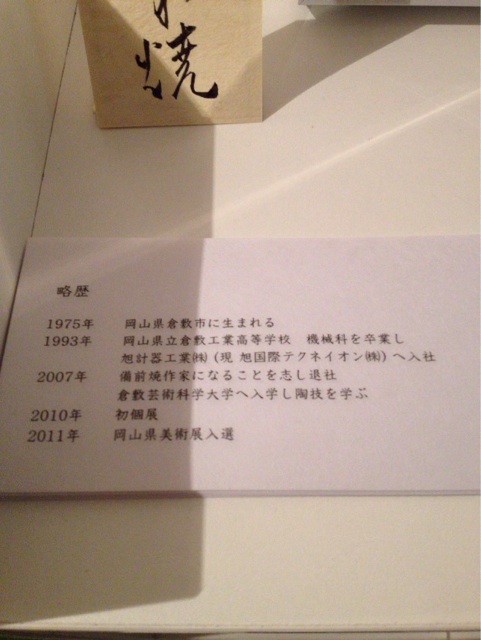 焼
略歴
1975年 岡山県倉敷市に生まれる
1993年 岡山県立倉敷工業高等学校 機械科を卒業し
旭計器工業㈱ (現 旭国際テクネイオン㈱) へ入社
2007年 備前焼作家になることを志し退社
倉敷芸術科学大学へ入学し陶技を学ぶ
2010年 初個展
2011年 岡山県美術展入選